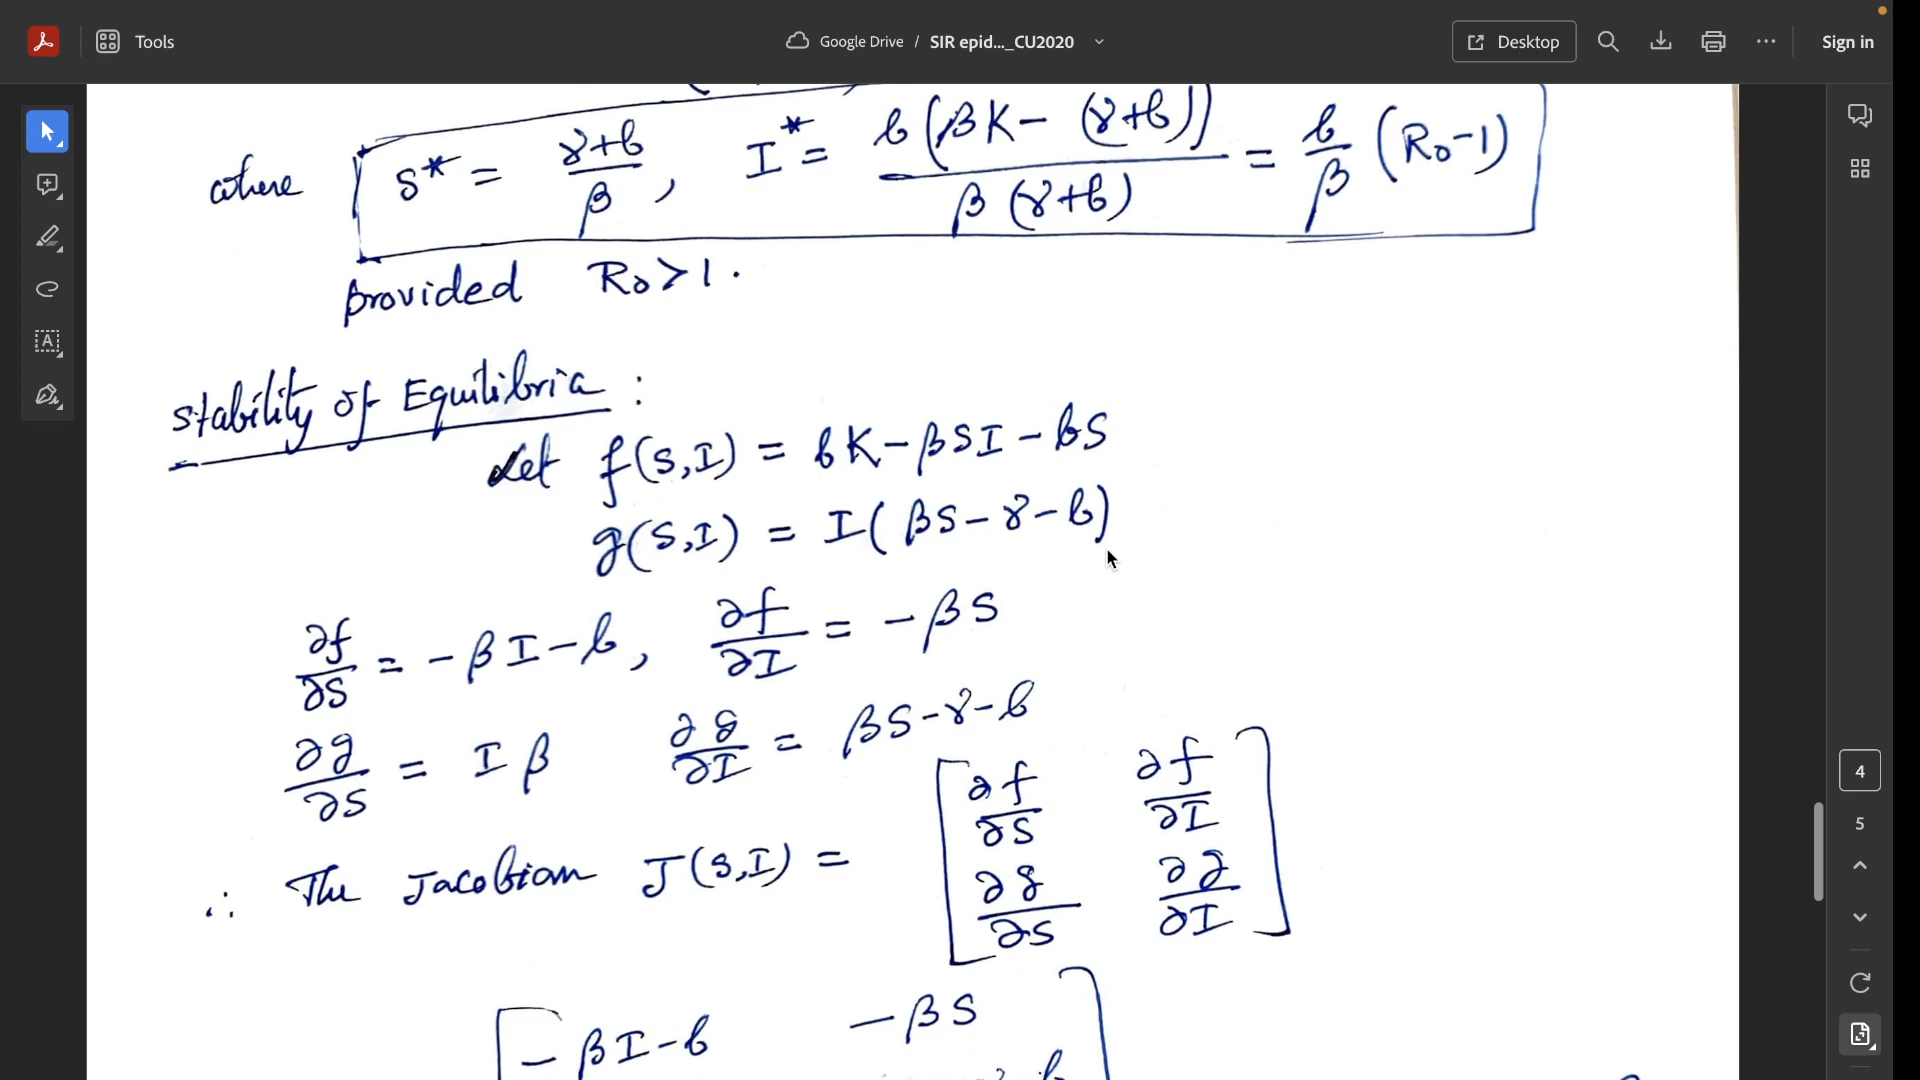 Tools
Google Drive / SIR epid..._CU2020
Desktop
Sign in
where S* = γ+b/β , I* = b(βK − (γ+b))/β(γ+b) = b/β (R₀−1)
provided R₀>1.
Stability of Equilibria :
Let f(S,I) = bK − βSI − bS
g(S,I) = I(βS − γ − b)
∂f/∂S = −βI − b , ∂f/∂I = −βS
∂g/∂S = Iβ ∂g/∂I = βS − γ − b
∴ The Jacobian J(S,I) = [ ∂f/∂S ∂f/∂I
∂g/∂S ∂g/∂I ]
[ −βI − b −βS
4
5